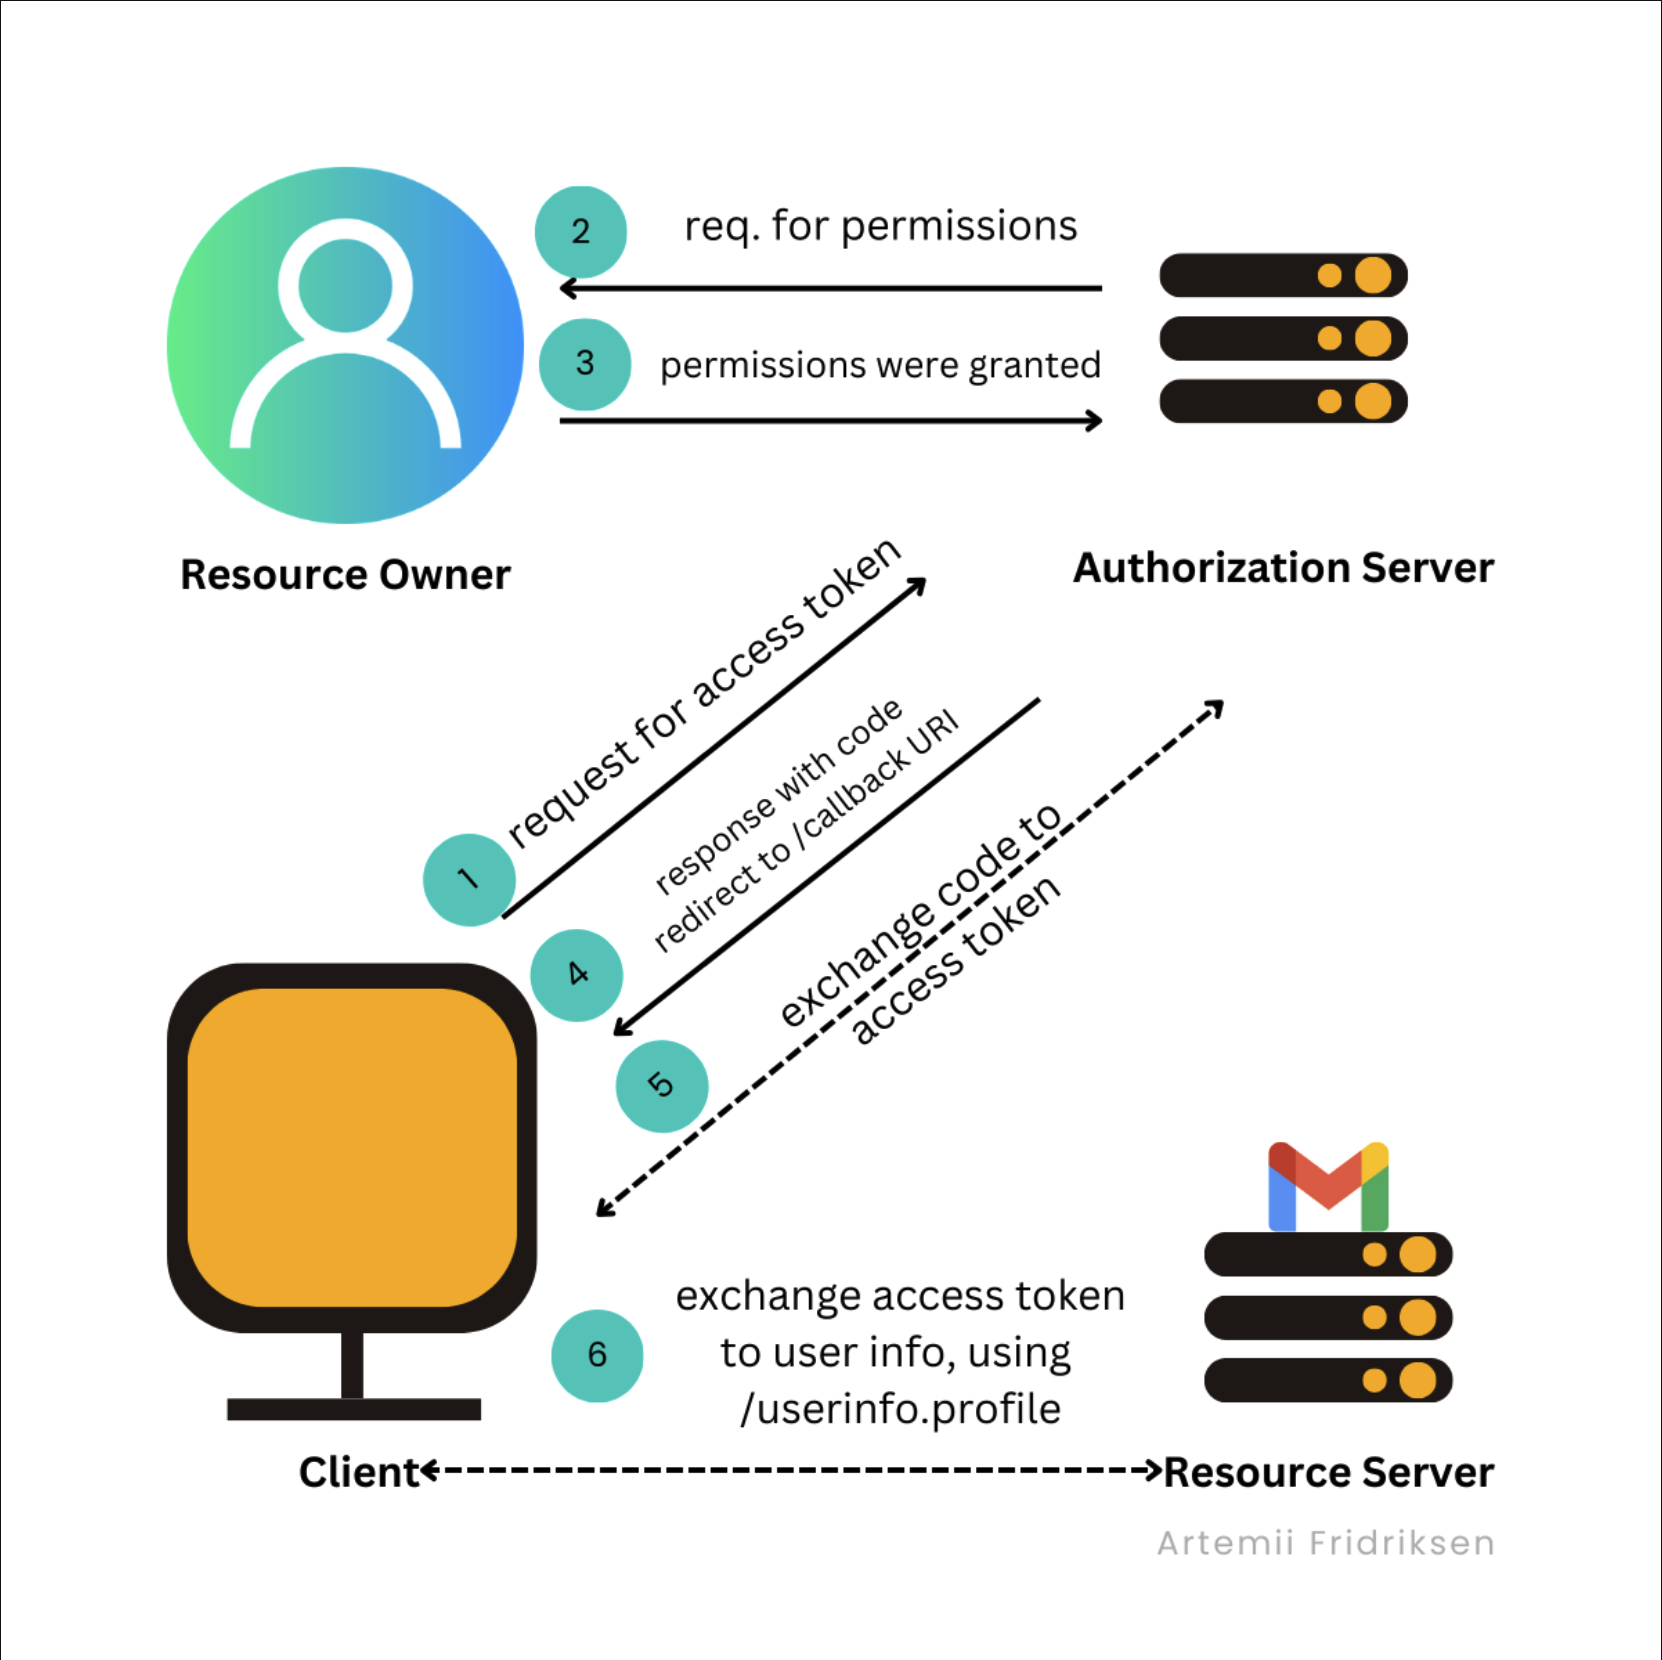 2
req. for permissions
3
permissions were granted
Resource Owner
Authorization Server
1
request for access token
4
response with code
redirect to /callback URI
5
exchange code to
access token
6
exchange access token
to user info, using
/userinfo.profile
Client
Resource Server
Artemii Fridriksen